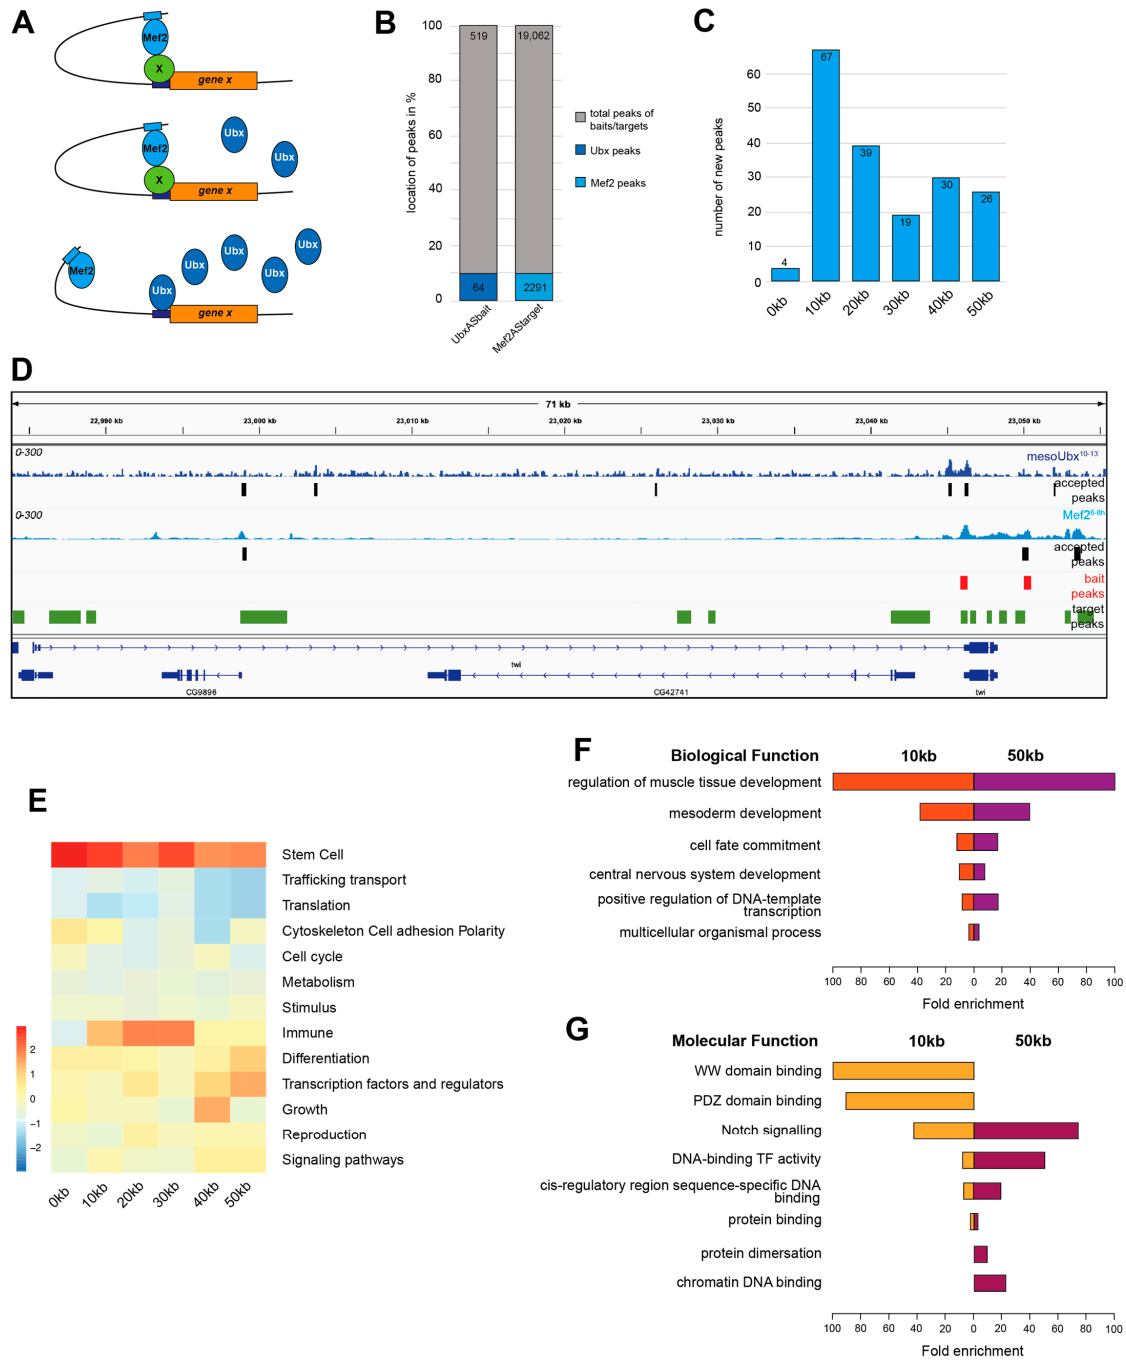 A
Mef2
X
gene x
Mef2
Ubx
Ubx
X
gene x
Ubx
Ubx
Ubx
Mef2
Ubx
Ubx
gene x
B
location of peaks in %
100
80
60
40
20
0
519
19,062
64
2291
UbxASbait
Mef2AStarget
total peaks of
baits/targets
Ubx peaks
Mef2 peaks
C
number of new peaks
60
50
40
30
20
10
0
4
67
39
19
30
26
0kb
10kb
20kb
30kb
40kb
50kb
D
71 kb
22,990 kb
23,000 kb
23,010 kb
23,020 kb
23,030 kb
23,040 kb
23,050 kb
0-300
mesoUbx10-13
accepted
peaks
0-300
Mef26-8h
accepted
peaks
bait
peaks
target
peaks
twi
CG9896
CG42741
twi
E
Stem Cell
Trafficking transport
Translation
Cytoskeleton Cell adhesion Polarity
Cell cycle
Metabolism
Stimulus
Immune
Differentiation
Transcription factors and regulators
Growth
Reproduction
Signaling pathways
2
1
0
−1
−2
0kb
10kb
20kb
30kb
40kb
50kb
F
Biological Function
10kb
50kb
regulation of muscle tissue development
mesoderm development
cell fate commitment
central nervous system development
positive regulation of DNA-template
transcription
multicellular organismal process
100 80 60 40 20 0 20 40 60 80 100
Fold enrichment
G
Molecular Function
10kb
50kb
WW domain binding
PDZ domain binding
Notch signalling
DNA-binding TF activity
cis-regulatory region sequence-specific DNA
binding
protein binding
protein dimersation
chromatin DNA binding
100 80 60 40 20 0 20 40 60 80 100
Fold enrichment